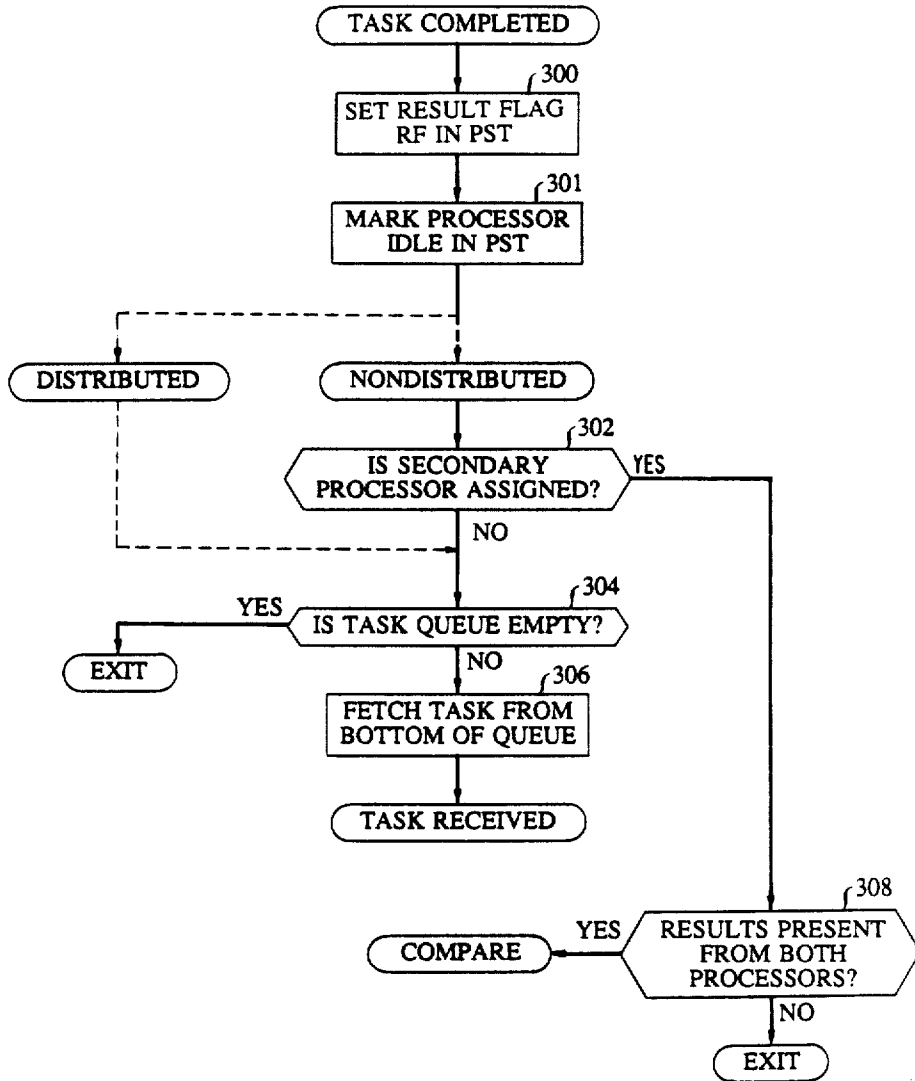 TASK COMPLETED
300
SET RESULT FLAG
RF IN PST
301
MARK PROCESSOR
IDLE IN PST
DISTRIBUTED
NONDISTRIBUTED
302
IS SECONDARY
PROCESSOR ASSIGNED?
YES
NO
304
YES
IS TASK QUEUE EMPTY?
EXIT
NO
306
FETCH TASK FROM
BOTTOM OF QUEUE
TASK RECEIVED
308
COMPARE
YES
RESULTS PRESENT
FROM BOTH
PROCESSORS?
NO
EXIT